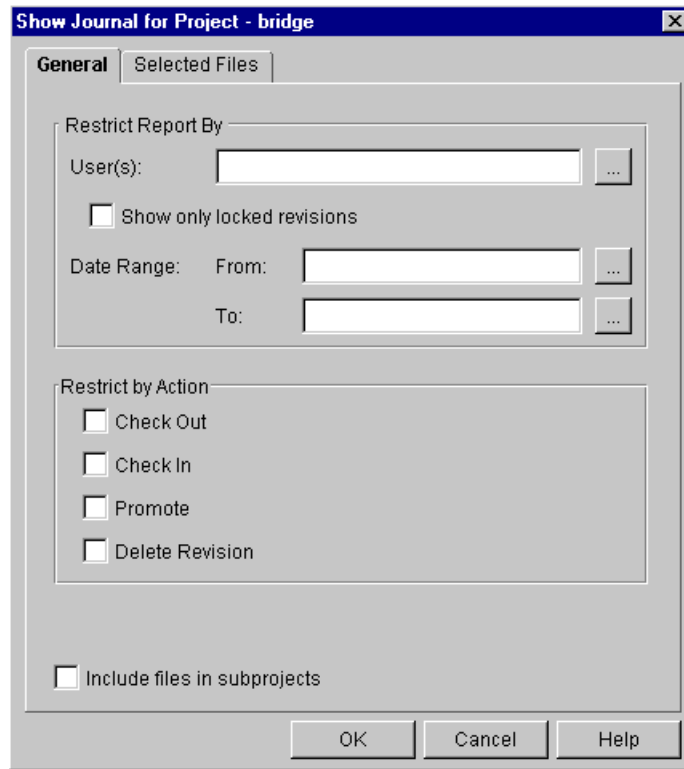 Show Journal for Project - bridge
General Selected Files
Restrict Report By
User(s): ...
Show only locked revisions
Date Range: From: ...
To: ...
Restrict by Action
Check Out
Check In
Promote
Delete Revision
Include files in subprojects
OK Cancel Help